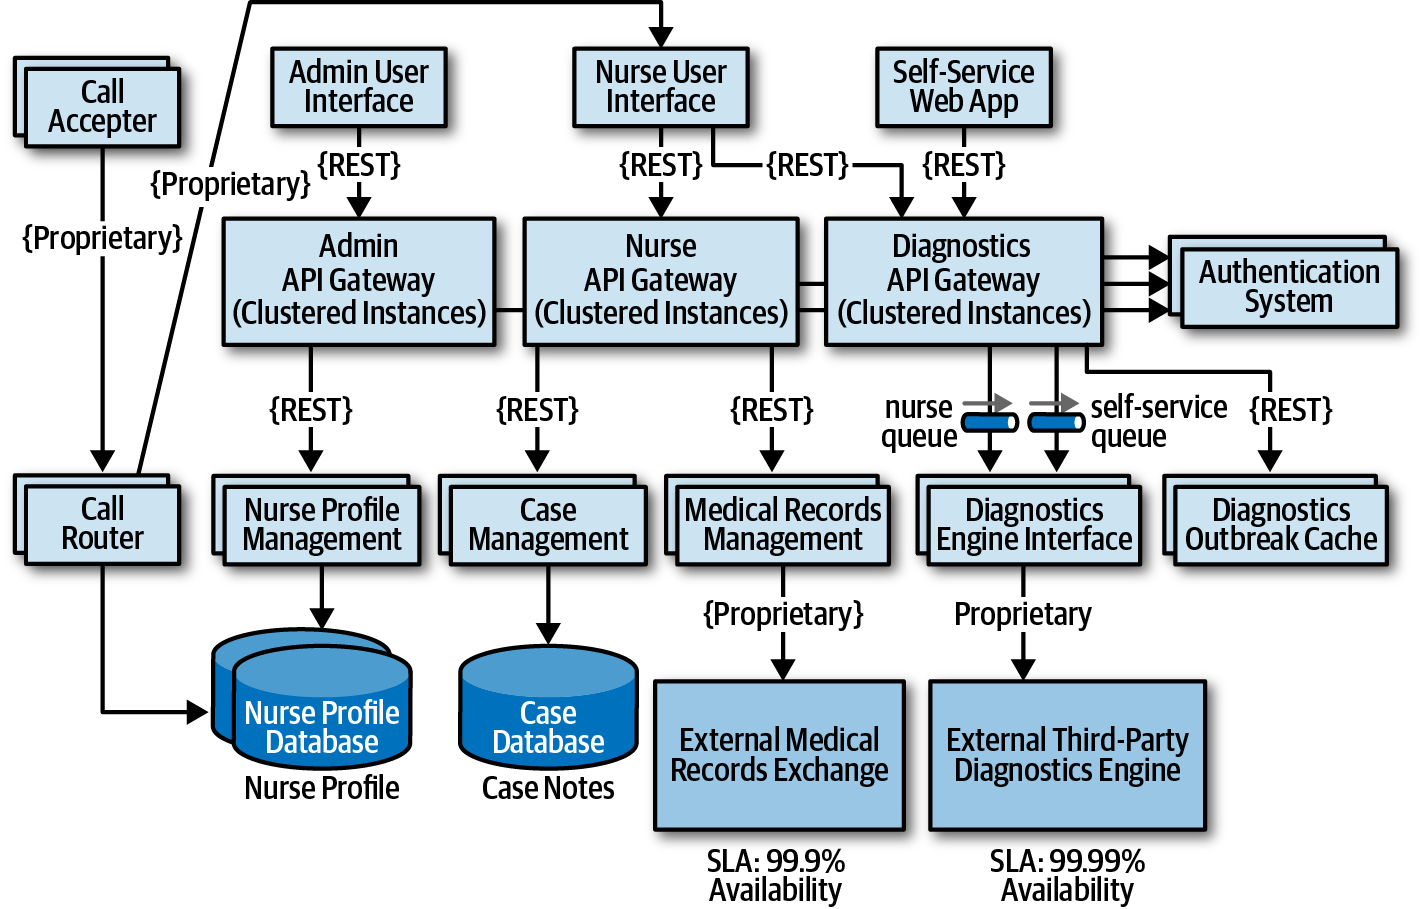 Call
Accepter
Admin User
Interface
Nurse User
Interface
Self-Service
Web App
{REST}
{REST}
{REST}
{REST}
{Proprietary}
{Proprietary}
Admin
API Gateway
(Clustered Instances)
Nurse
API Gateway
(Clustered Instances)
Diagnostics
API Gateway
(Clustered Instances)
Authentication
System
{REST}
{REST}
{REST}
nurse
queue
self-service
queue
{REST}
Call
Router
Nurse Profile
Management
Case
Management
Medical Records
Management
Diagnostics
Engine Interface
Diagnostics
Outbreak Cache
{Proprietary}
Proprietary
Nurse Profile
Database
Nurse Profile
Case
Database
Case Notes
External Medical
Records Exchange
External Third-Party
Diagnostics Engine
SLA: 99.9%
Availability
SLA: 99.99%
Availability